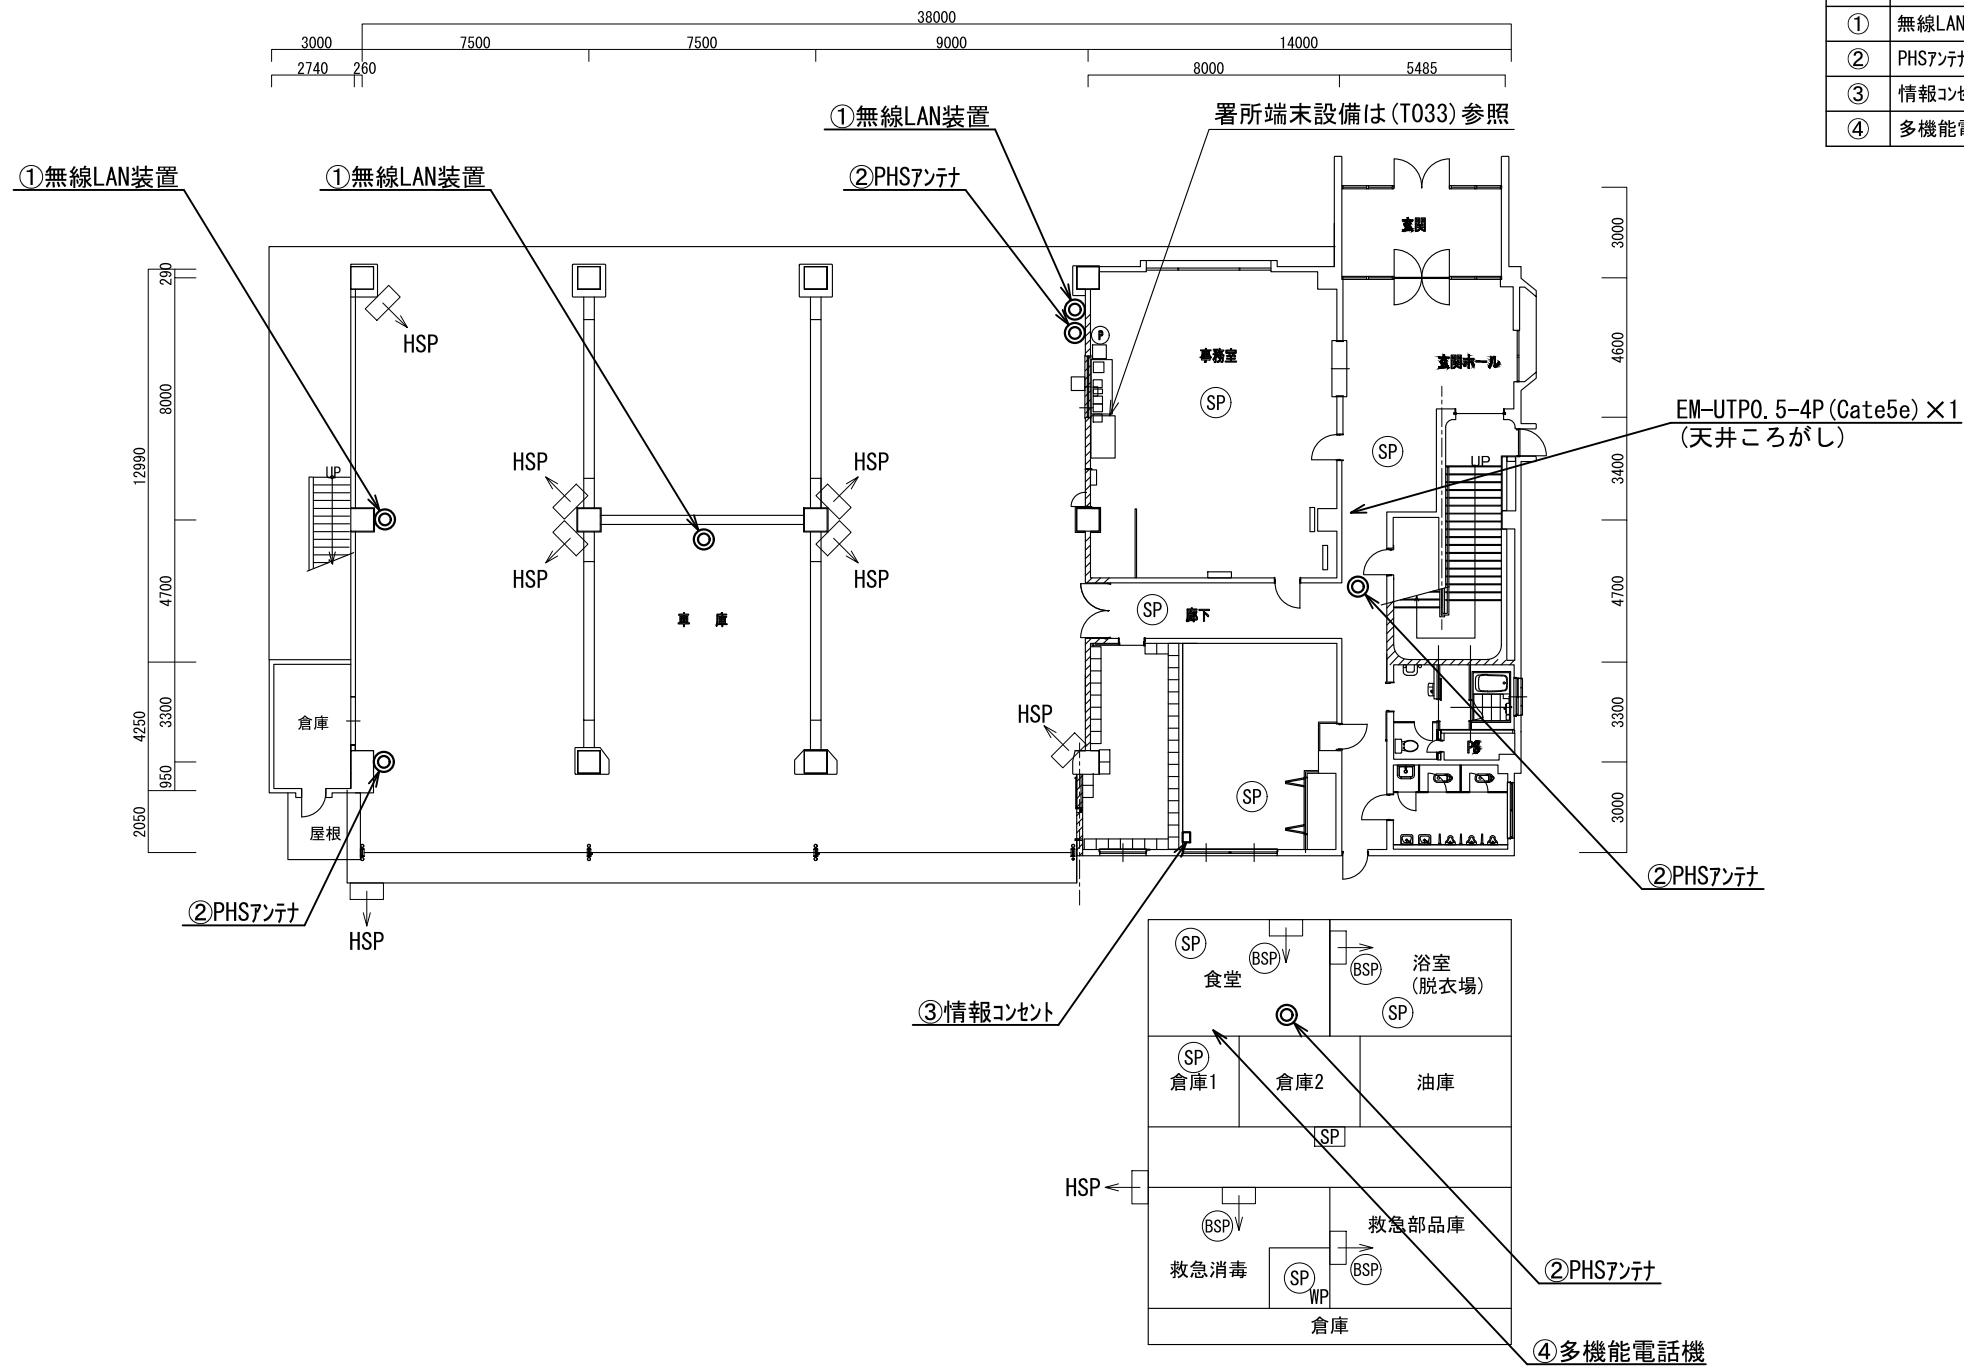 38000
3000
7500
7500
9000
14000
2740
260
8000
5485
①無線LAN
②PHSアンテナ
③情報コンセ
④多機能電
①無線LAN装置
署所端末設備は(T033)参照
①無線LAN装置
①無線LAN装置
②PHSアンテナ
玄関
290
3000
HSP
事務室
玄関ホール
4600
8000
SP
EM-UTP0.5-4P(Cate5e)×1
(天井ころがし)
SP
12990
UP
HSP
HSP
UP
3400
HSP
HSP
4700
SP
廊下
4700
車 庫
倉庫
4250
3300
HSP
PS
3300
950
SP
2050
屋根
3000
②PHSアンテナ
HSP
②PHSアンテナ
SP
BSP
食堂
BSP
浴室
(脱衣場)
SP
③情報コンセント
SP
倉庫1
倉庫2
油庫
SP
HSP
BSP
救急部品庫
救急消毒
SP
WP
BSP
②PHSアンテナ
倉庫
④多機能電話機